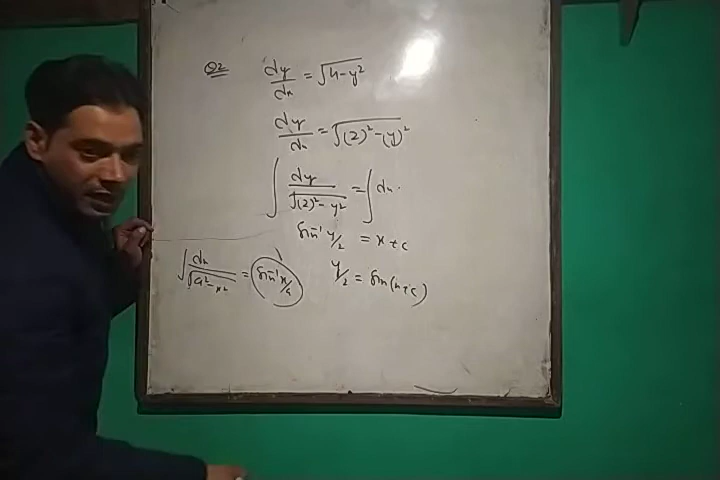 Q2 dy/dx = √4-y²
dy/dx = √(2)²-(y)²
∫ dy/√(2)²-y² = ∫ dx.
sin⁻¹ y/2 = x+c
∫ dx/√a²-x² = sin⁻¹ x/a
y/2 = sin(x+c)